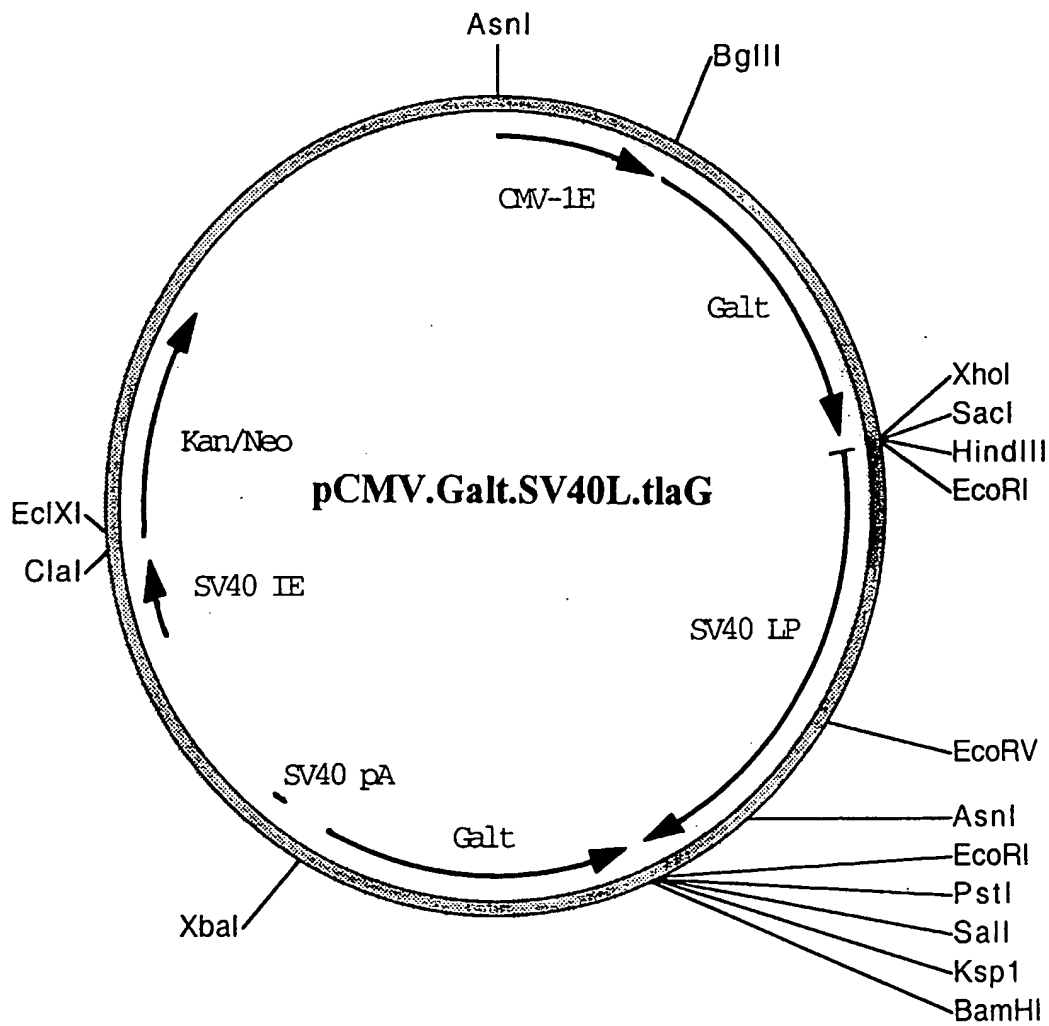 AsnI
BglII
CMV-1E
Galt
XhoI
SacI
HindIII
EcoRI
Kan/Neo
pCMV.Galt.SV40L.tlaG
EclXI
ClaI
SV40 IE
SV40 LP
EcoRV
SV40 pA
Galt
AsnI
EcoRI
PstI
SalI
Ksp1
BamHI
XbaI